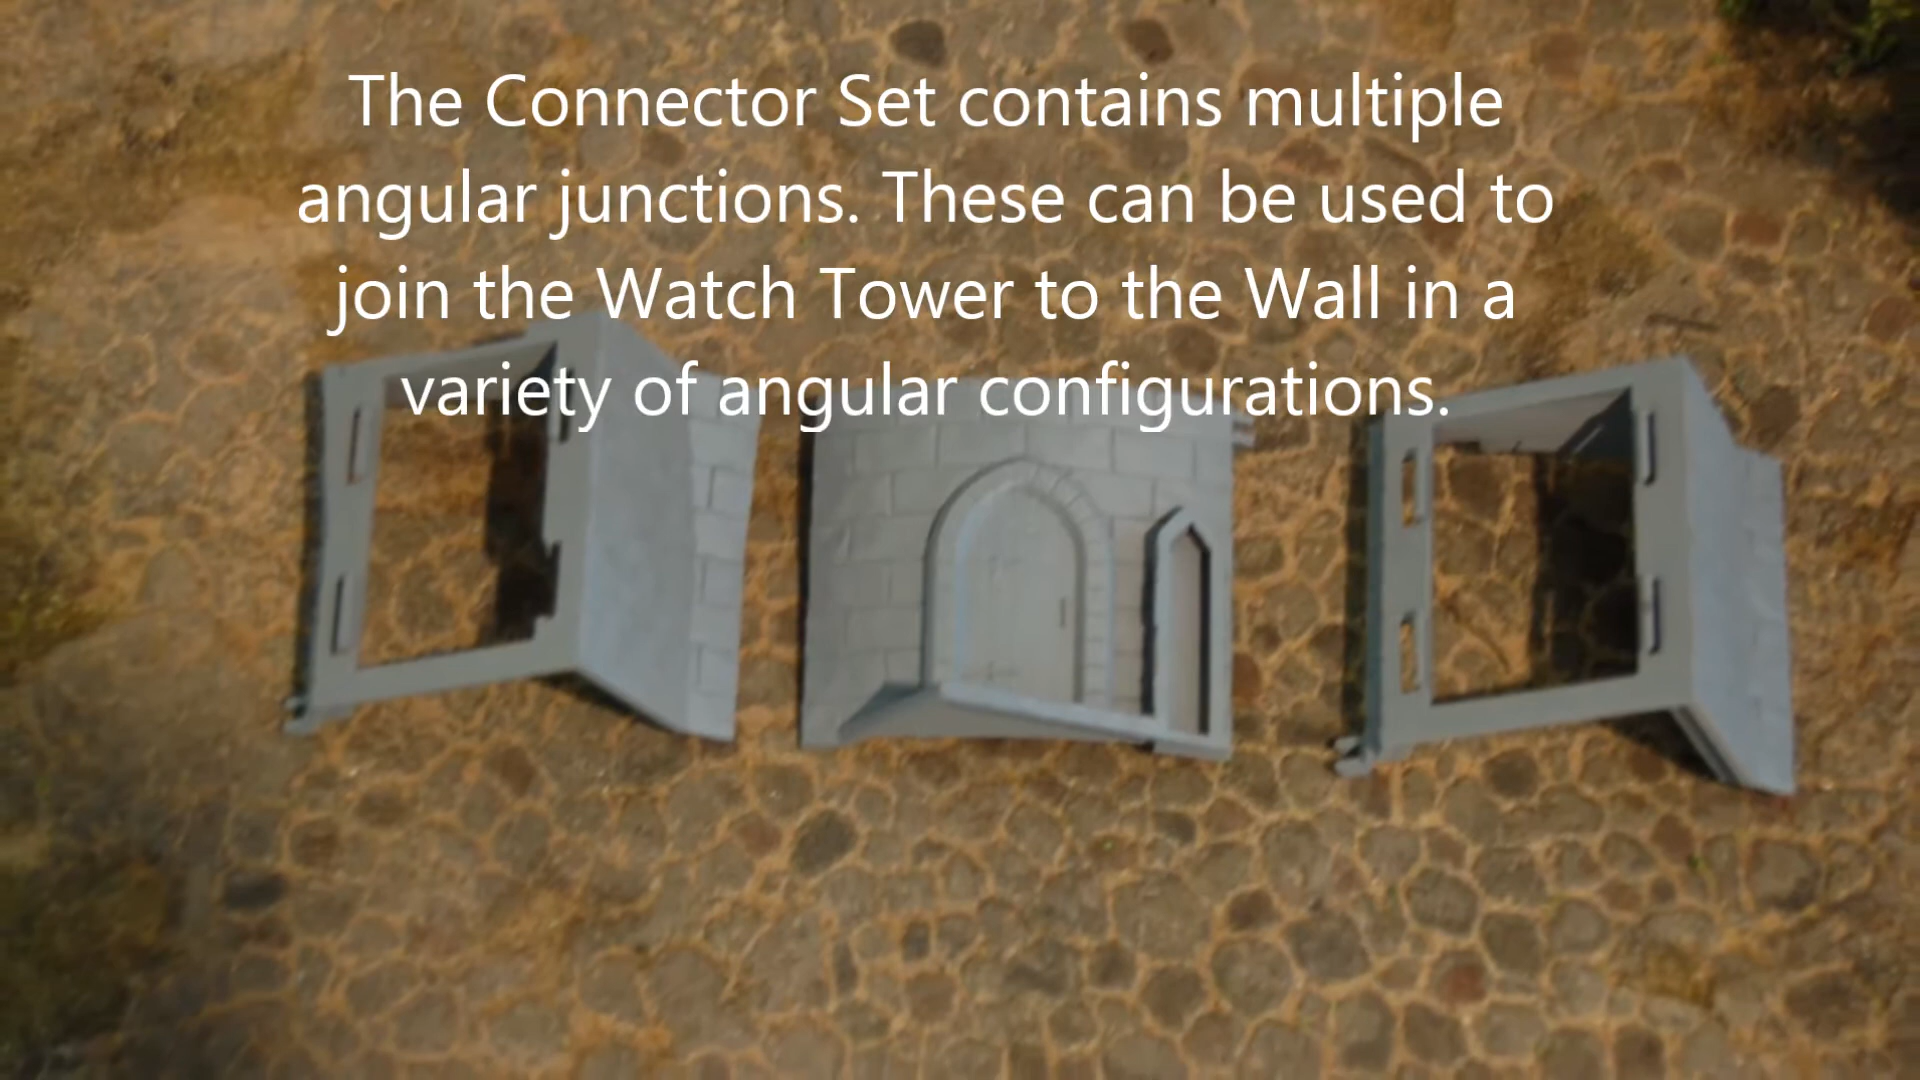 The Connector Set contains multiple
angular junctions. These can be used to
join the Watch Tower to the Wall in a
variety of angular configurations.